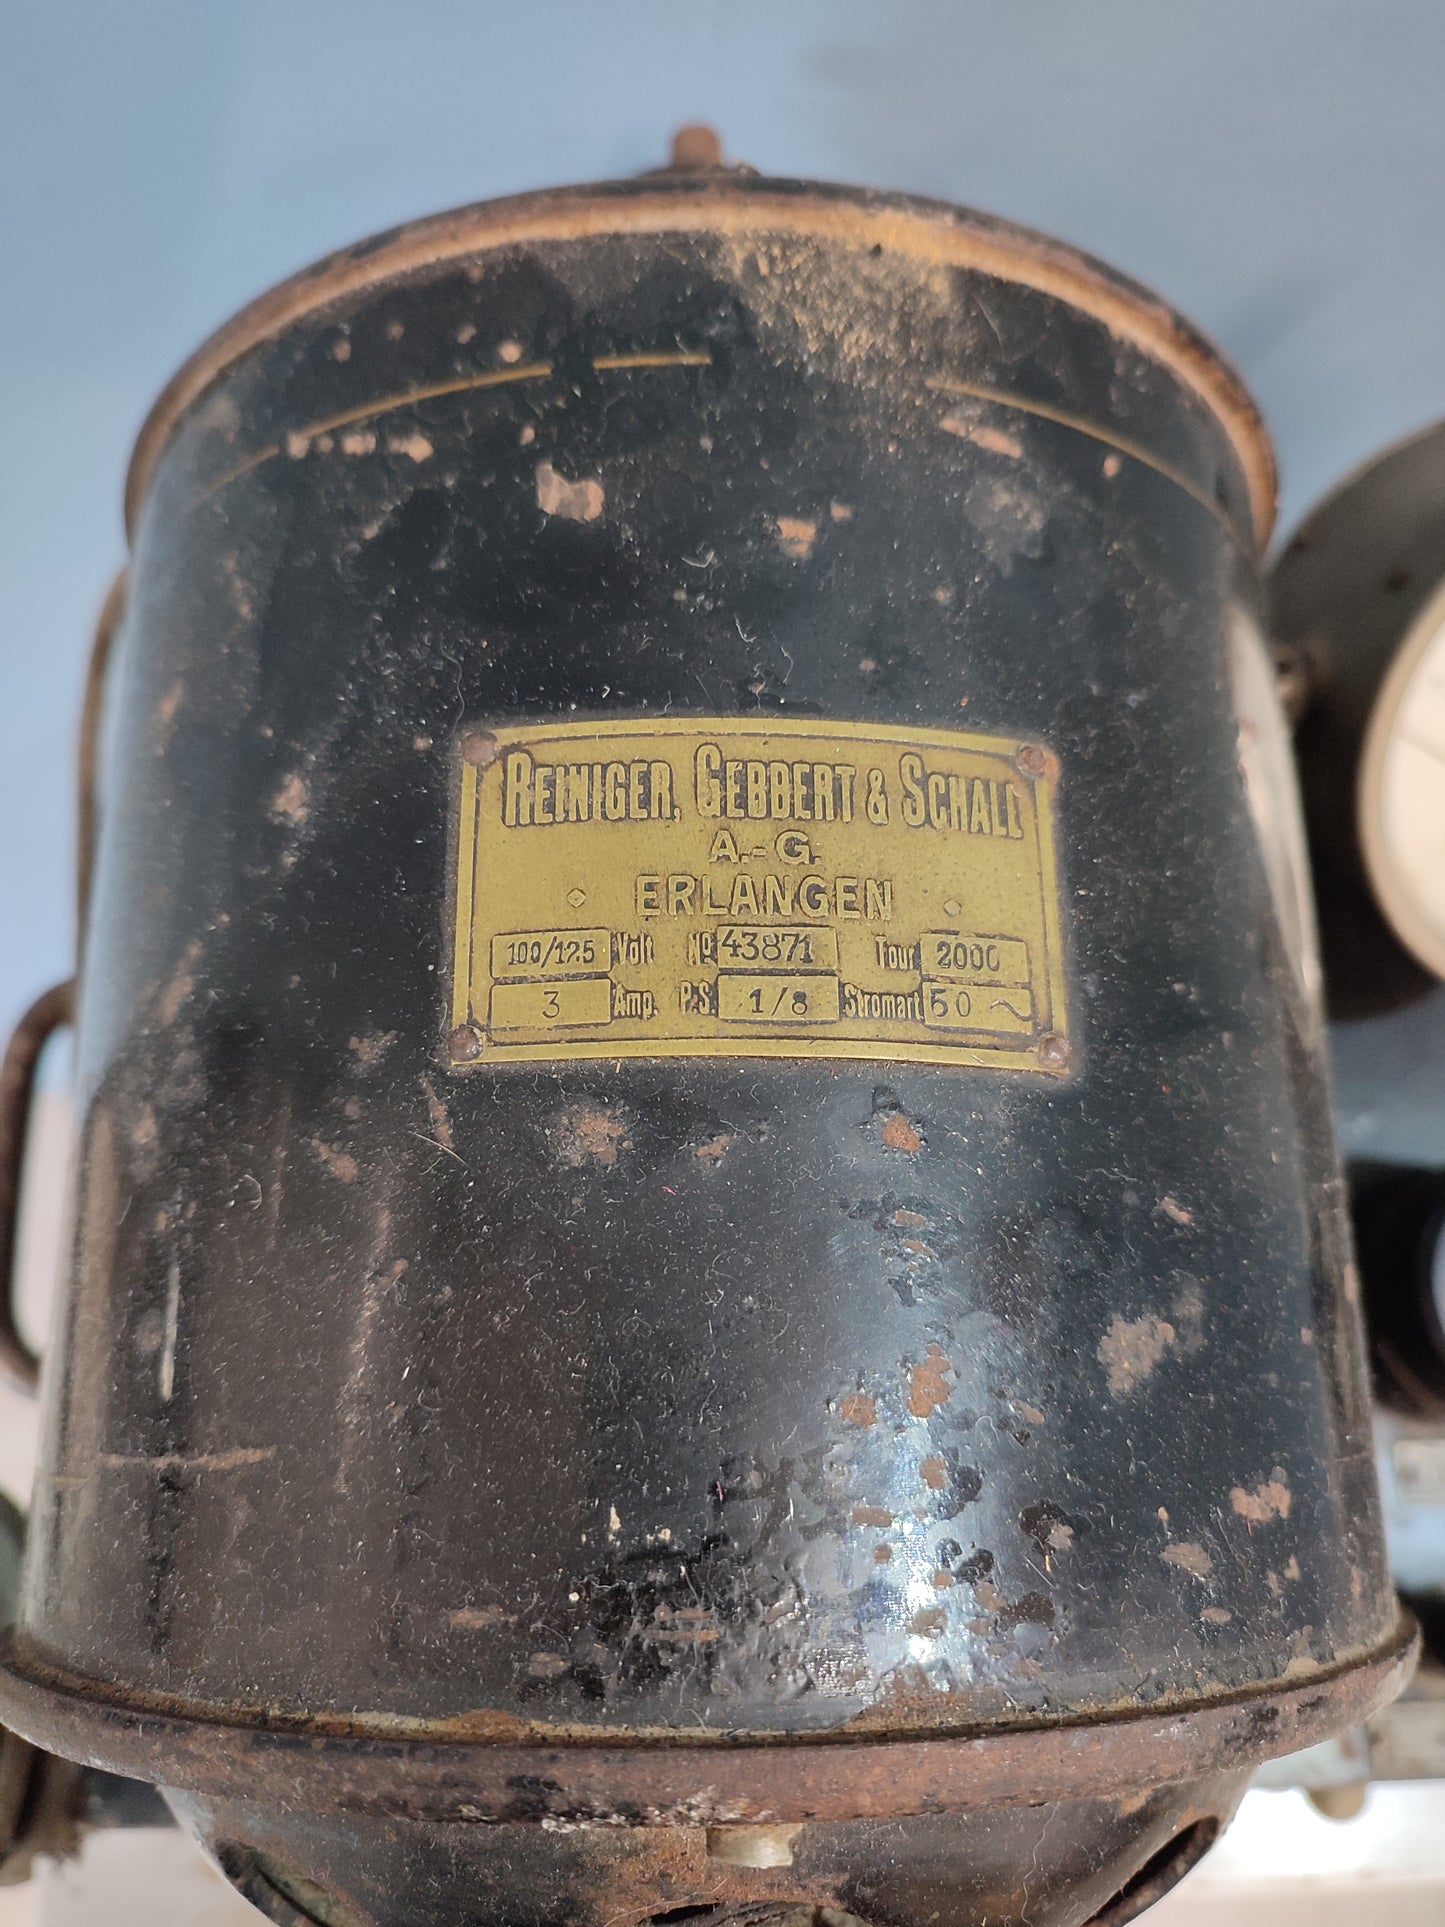 REINIGER, GEBBERT & SCHALL
A.-G.
ERLANGEN
100/125 Volt No 43871 Tour 2000
3 Amp. P.S. 1/8 Stromart 50 ~